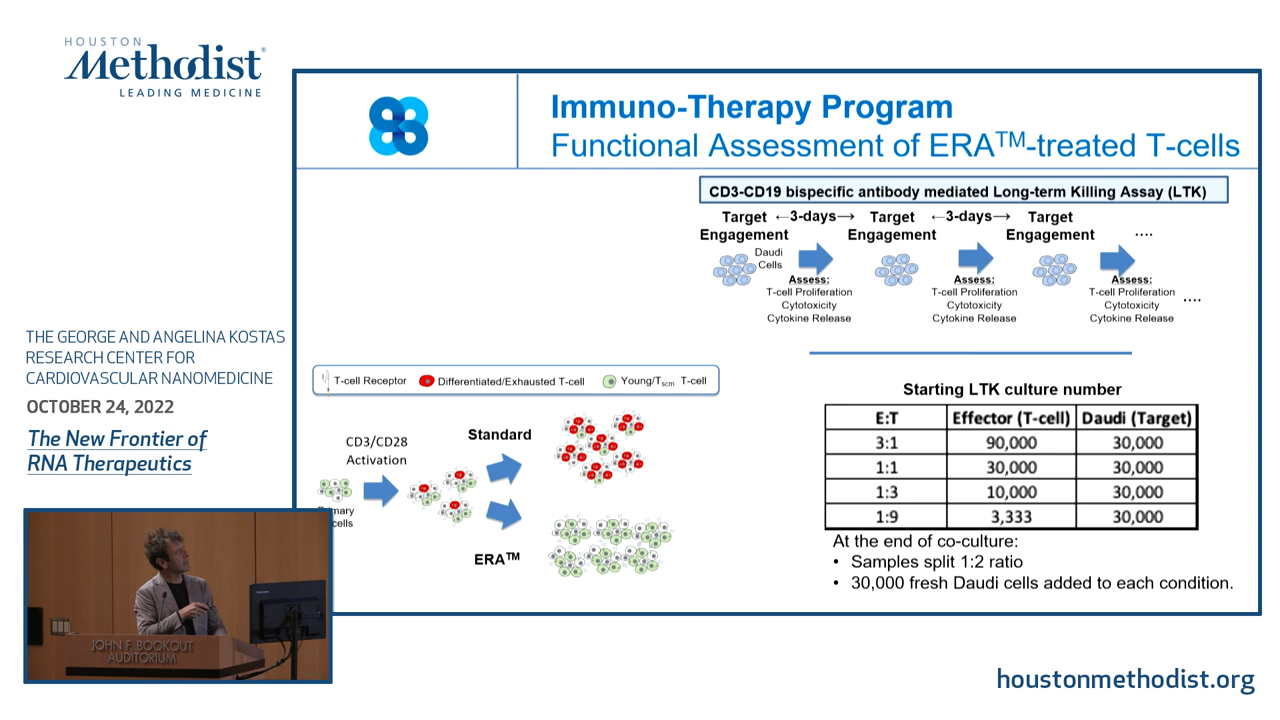 HOUSTON
Methodist®
LEADING MEDICINE
THE GEORGE AND ANGELINA KOSTAS
RESEARCH CENTER FOR
CARDIOVASCULAR NANOMEDICINE
OCTOBER 24, 2022
The New Frontier of
RNA Therapeutics
JOHN F. BOOKOUT
AUDITORIUM
Immuno-Therapy Program
Functional Assessment of ERA™-treated T-cells
CD3-CD19 bispecific antibody mediated Long-term Killing Assay (LTK)
Target ←3-days→ Target ←3-days→ Target
Engagement Engagement Engagement ....
Daudi
Cells
Assess: Assess: Assess:
T-cell Proliferation T-cell Proliferation T-cell Proliferation ....
Cytotoxicity Cytotoxicity Cytotoxicity
Cytokine Release Cytokine Release Cytokine Release
T-cell Receptor Differentiated/Exhausted T-cell Young/Tscm T-cell
CD3/CD28
Activation
Standard
ERA™
cells
Starting LTK culture number
E:T Effector (T-cell) Daudi (Target)
3:1 90,000 30,000
1:1 30,000 30,000
1:3 10,000 30,000
1:9 3,333 30,000
At the end of co-culture:
• Samples split 1:2 ratio
• 30,000 fresh Daudi cells added to each condition.
houstonmethodist.org